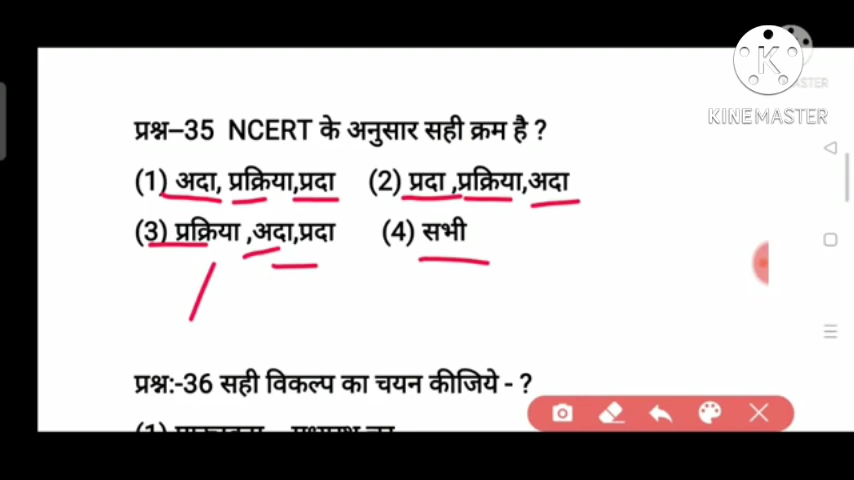 प्रश्न–35 NCERT के अनुसार सही क्रम है ?
(1) अदा, प्रक्रिया,प्रदा (2) प्रदा ,प्रक्रिया,अदा
(3) प्रक्रिया ,अदा,प्रदा (4) सभी
प्रश्न:-36 सही विकल्प का चयन कीजिये - ?
K
KINEMASTER